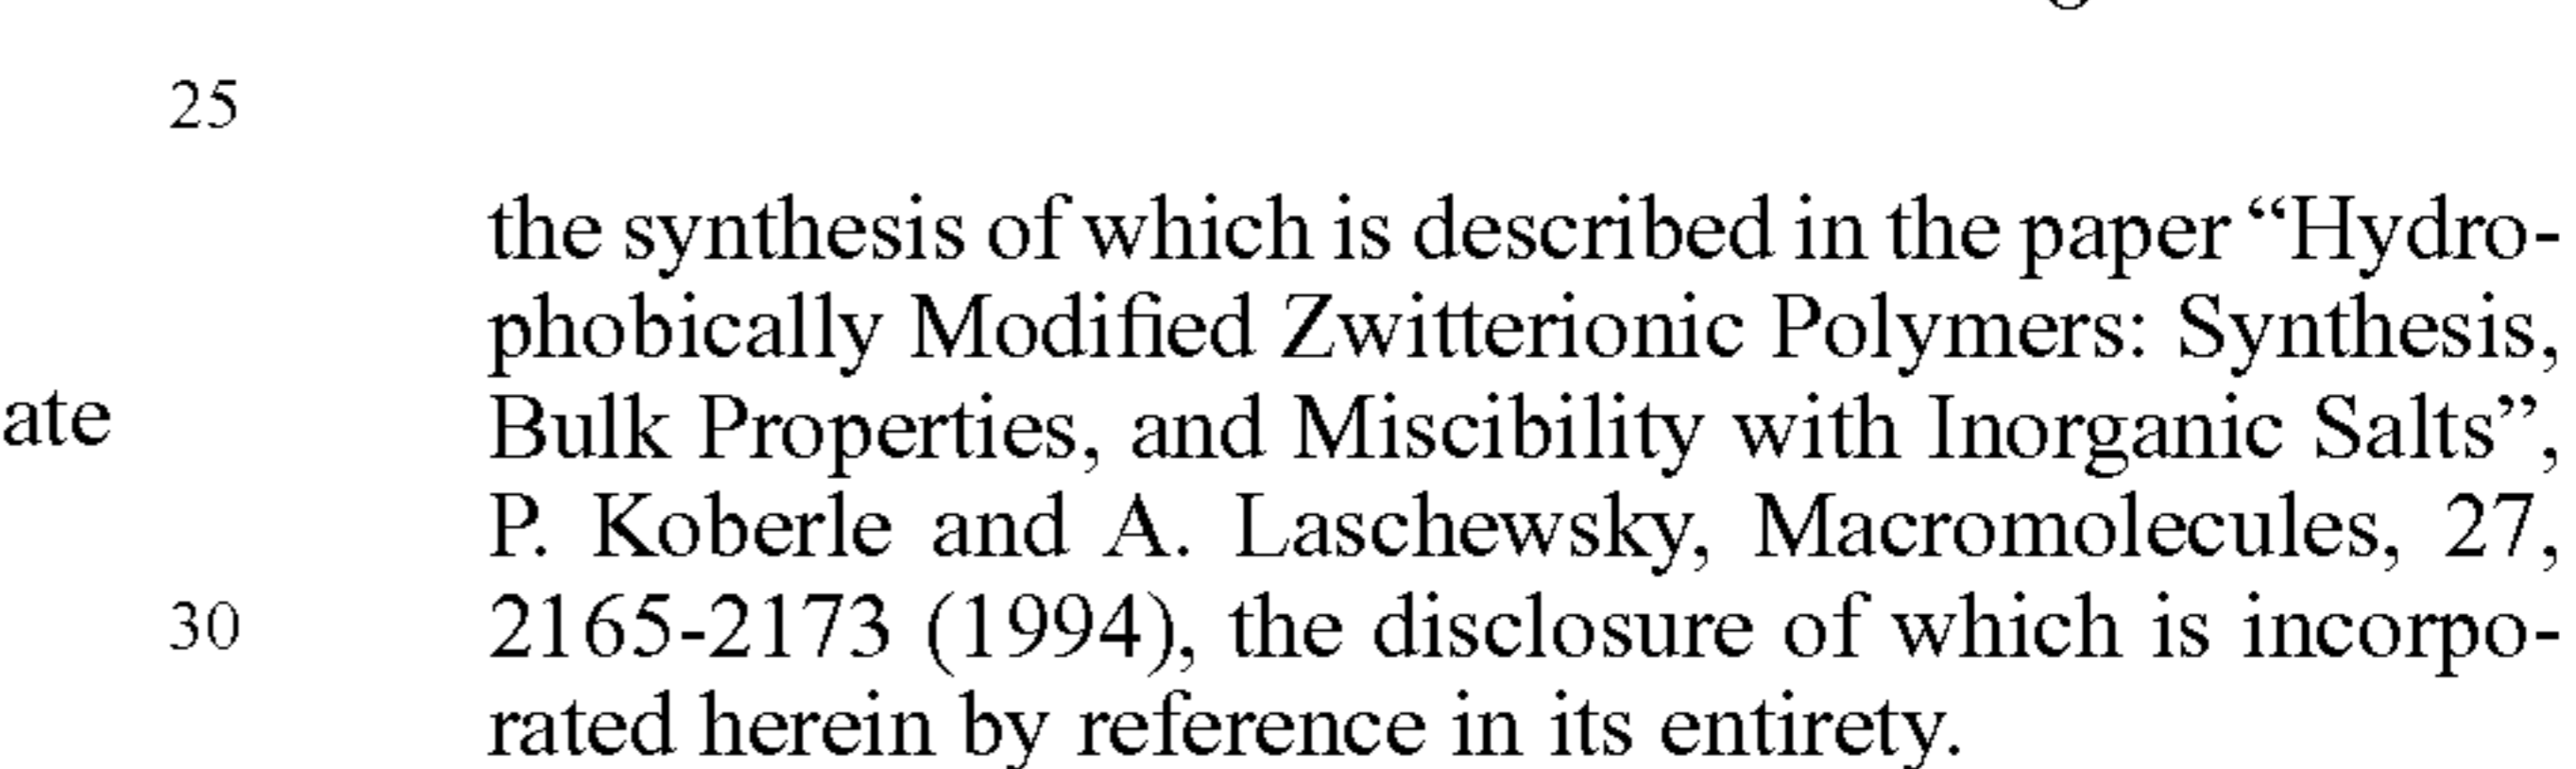 25
the synthesis of which is described in the paper “Hydro-
phobically Modified Zwitterionic Polymers: Synthesis,
ate
Bulk Properties, and Miscibility with Inorganic Salts”,
P. Koberle and A. Laschewsky, Macromolecules, 27,
30
2165-2173 (1994), the disclosure of which is incorpo-
rated herein by reference in its entirety.